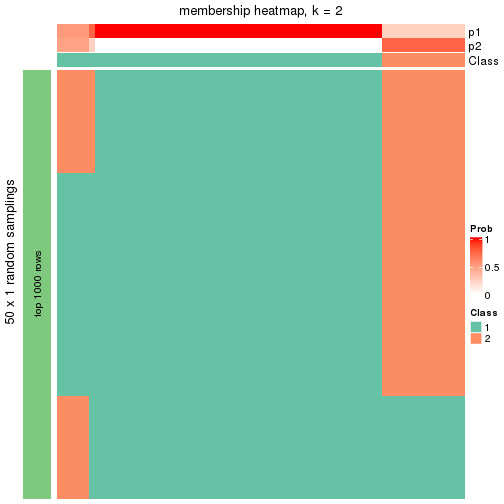 membership heatmap, k = 2
p1
p2
Class
50 x 1 random samplings
top 1000 rows
Prob
1
0.5
0
Class
1
2